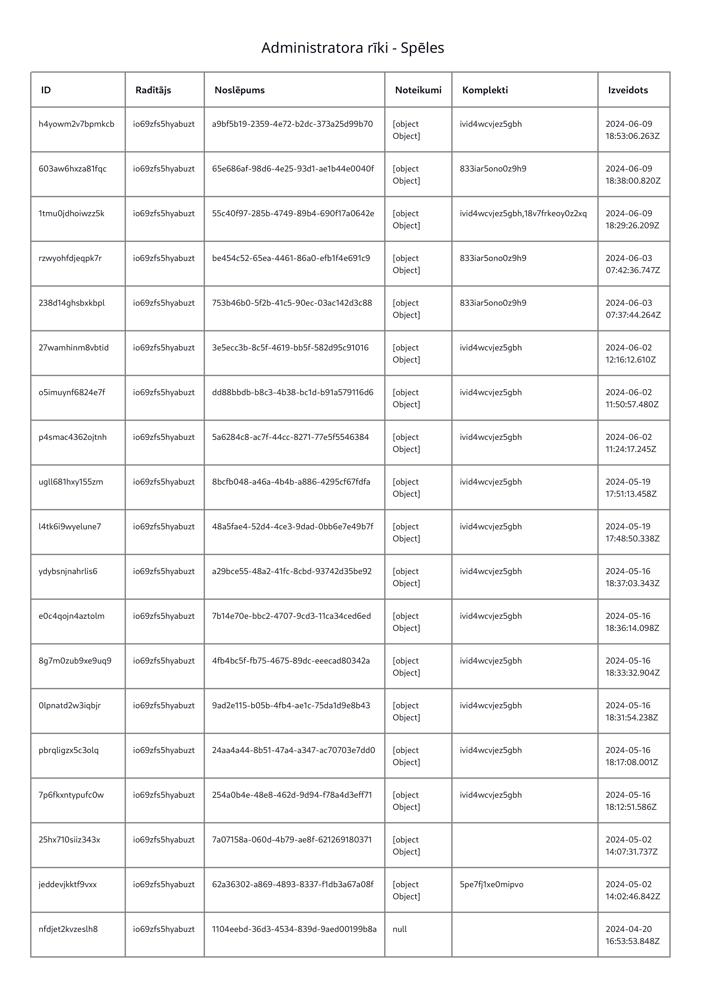 Administratora rīki - Spēles
ID Radītājs Noslēpums Noteikumi Komplekti Izveidots
h4yowm2v7bpmkcb io69zfs5hyabuzt a9bf5b19-2359-4e72-b2dc-373a25d99b70 [object ivid4wcvjez5gbh 2024-06-09
Object] 18:53:06.263Z
603aw6hxza81fqc io69zfs5hyabuzt 65e686af-98d6-4e25-93d1-ae1b44e0040f [object 833iar5ono0z9h9 2024-06-09
Object] 18:38:00.820Z
1tmu0jdhoiwzz5k io69zfs5hyabuzt 55c40f97-285b-4749-89b4-690f17a0642e [object ivid4wcvjez5gbh,18v7frkeoy0z2xq 2024-06-09
Object] 18:29:26.209Z
rzwyohfdjeqpk7r io69zfs5hyabuzt be454c52-65ea-4461-86a0-efb1f4e691c9 [object 833iar5ono0z9h9 2024-06-03
Object] 07:42:36.747Z
238d14ghsbxkbpl io69zfs5hyabuzt 753b46b0-5f2b-41c5-90ec-03ac142d3c88 [object 833iar5ono0z9h9 2024-06-03
Object] 07:37:44.264Z
27wamhinm8vbtid io69zfs5hyabuzt 3e5ecc3b-8c5f-4619-bb5f-582d95c91016 [object ivid4wcvjez5gbh 2024-06-02
Object] 12:16:12.610Z
o5imuynf6824e7f io69zfs5hyabuzt dd88bbdb-b8c3-4b38-bc1d-b91a579116d6 [object ivid4wcvjez5gbh 2024-06-02
Object] 11:50:57.480Z
p4smac4362ojtnh io69zfs5hyabuzt 5a6284c8-ac7f-44cc-8271-77e5f5546384 [object ivid4wcvjez5gbh 2024-06-02
Object] 11:24:17.245Z
ugll681hxy155zm io69zfs5hyabuzt 8bcfb048-a46a-4b4b-a886-4295cf67fdfa [object ivid4wcvjez5gbh 2024-05-19
Object] 17:51:13.458Z
l4tk6i9wyelune7 io69zfs5hyabuzt 48a5fae4-52d4-4ce3-9dad-0bb6e7e49b7f [object ivid4wcvjez5gbh 2024-05-19
Object] 17:48:50.338Z
ydybsnjnahrlis6 io69zfs5hyabuzt a29bce55-48a2-41fc-8cbd-93742d35be92 [object ivid4wcvjez5gbh 2024-05-16
Object] 18:37:03.343Z
e0c4qojn4aztolm io69zfs5hyabuzt 7b14e70e-bbc2-4707-9cd3-11ca34ced6ed [object ivid4wcvjez5gbh 2024-05-16
Object] 18:36:14.098Z
8g7m0zub9xe9uq9 io69zfs5hyabuzt 4fb4bc5f-fb75-4675-89dc-eeecad80342a [object ivid4wcvjez5gbh 2024-05-16
Object] 18:33:32.904Z
0lpnatd2w3iqbjr io69zfs5hyabuzt 9ad2e115-b05b-4fb4-ae1c-75da1d9e8b43 [object ivid4wcvjez5gbh 2024-05-16
Object] 18:31:54.238Z
pbrqligzx5c3olq io69zfs5hyabuzt 24aa4a44-8b51-47a4-a347-ac70703e7dd0 [object ivid4wcvjez5gbh 2024-05-16
Object] 18:17:08.001Z
7p6fkxntypufc0w io69zfs5hyabuzt 254a0b4e-48e8-462d-9d94-f78a4d3eff71 [object ivid4wcvjez5gbh 2024-05-16
Object] 18:12:51.586Z
25hx710siiz343x io69zfs5hyabuzt 7a07158a-060d-4b79-ae8f-621269180371 [object 2024-05-02
Object] 14:07:31.737Z
jeddevjkktf9vxx io69zfs5hyabuzt 62a36302-a869-4893-8337-f1db3a67a08f [object 5pe7fj1xe0mipvo 2024-05-02
Object] 14:02:46.842Z
nfdjet2kvzeslh8 io69zfs5hyabuzt 1104eebd-36d3-4534-839d-9aed00199b8a null 2024-04-20
16:53:53.848Z